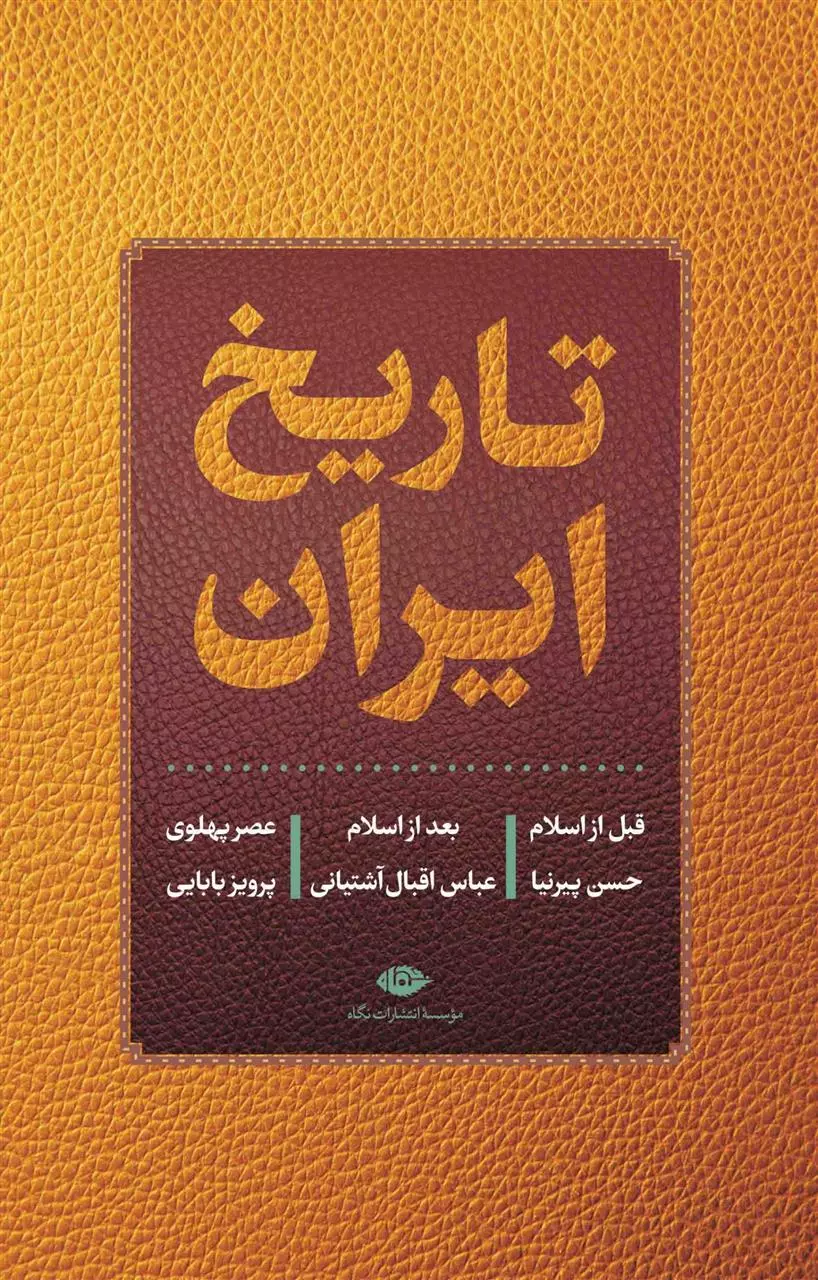 تاریخ
ایران
قبل از اسلام
حسن پیرنیا
بعد از اسلام
عباس اقبال آشتیانی
عصر پهلوی
پرویز بابایی
مؤسسهٔ انتشارات نگاه